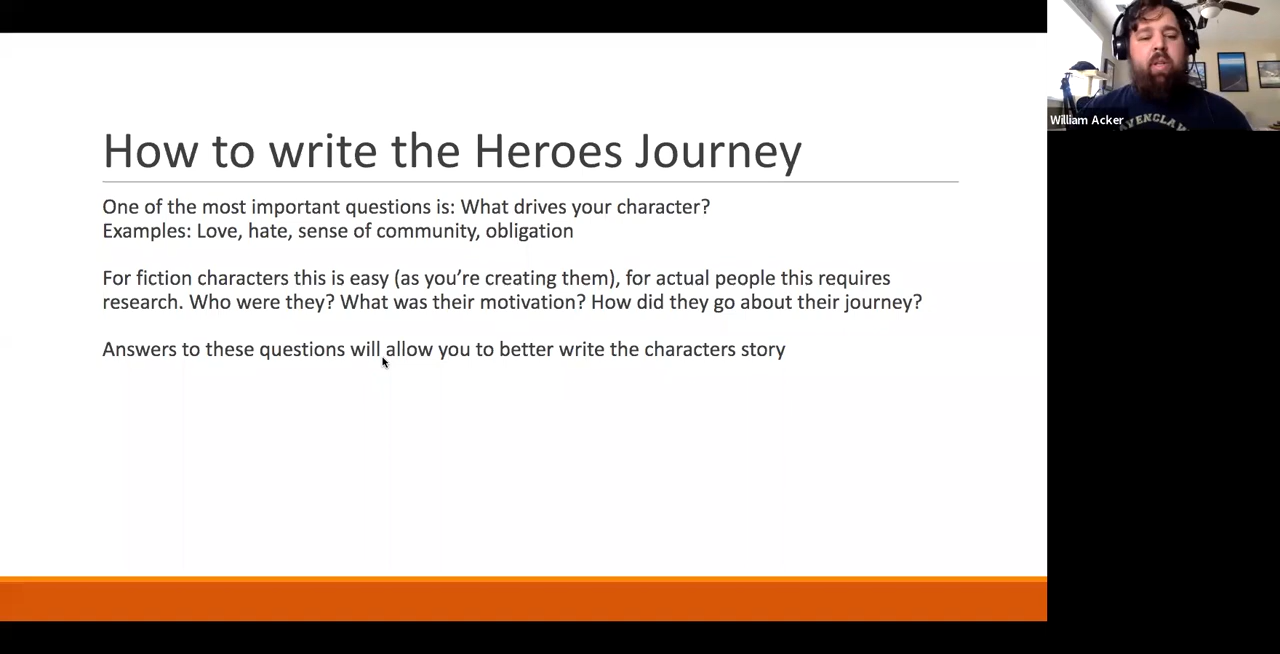 How to write the Heroes Journey
One of the most important questions is: What drives your character?
Examples: Love, hate, sense of community, obligation
For fiction characters this is easy (as you're creating them), for actual people this requires
research. Who were they? What was their motivation? How did they go about their journey?
Answers to these questions will allow you to better write the characters story
William Acker